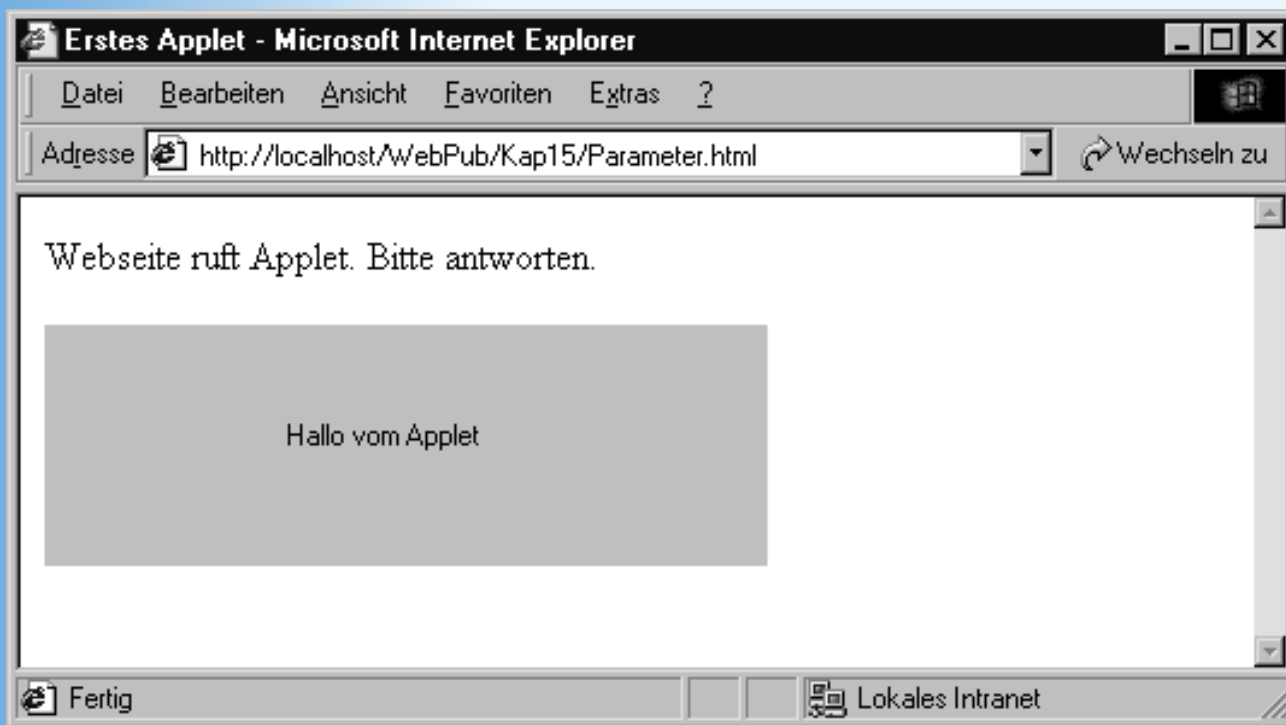 Erstes Applet - Microsoft Internet Explorer
Datei Bearbeiten Ansicht Favoriten Extras ?
Adresse http://localhost/WebPub/Kap15/Parameter.html Wechseln zu
Webseite ruft Applet. Bitte antworten.
Hallo vom Applet
Fertig Lokales Intranet